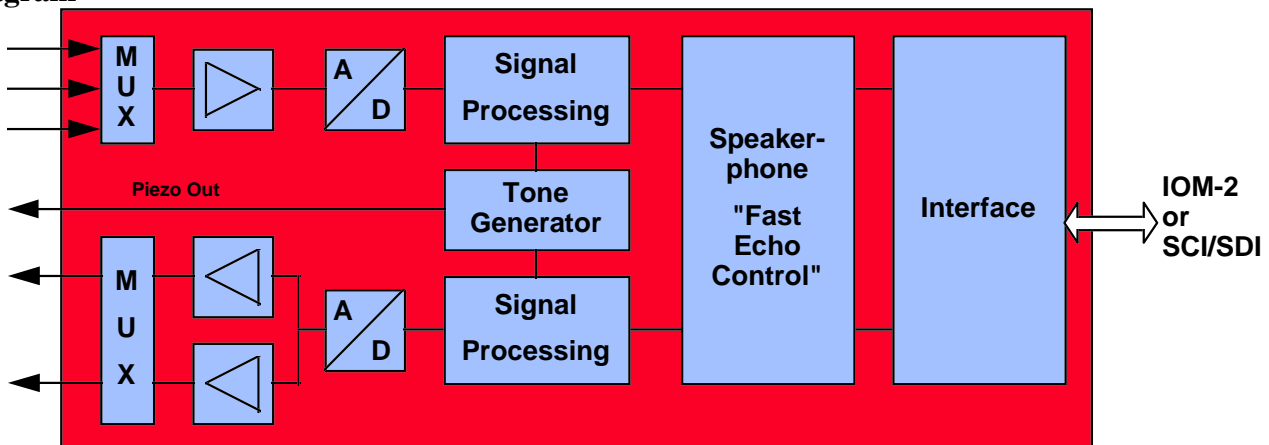 M
U
X
A
D
Signal
Processing
Speaker-
phone
"Fast
Echo
Control"
Interface
IOM-2
or
SCI/SDI
Piezo Out
Tone
Generator
M
U
X
A
D
Signal
Processing